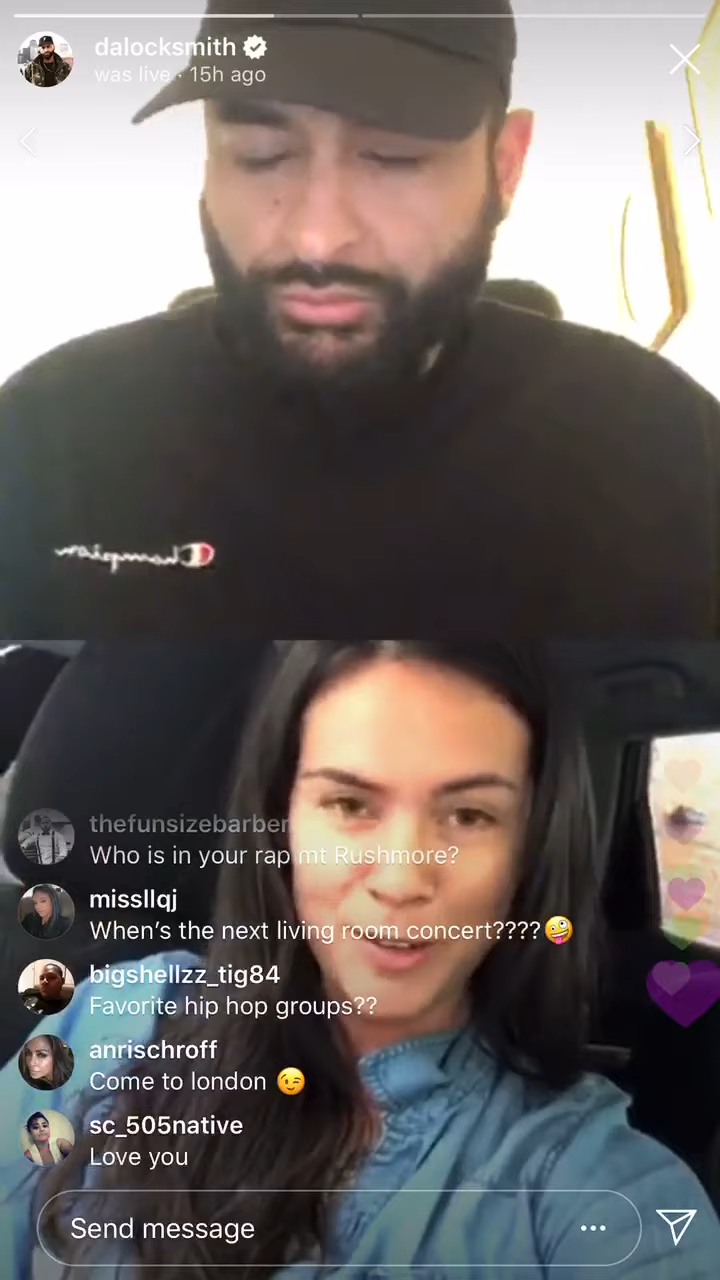 dalocksmith
was live · 15h ago
Champion
thefunsizebarber
Who is in your rap mt Rushmore?
missllqj
When's the next living room concert????🤪
bigshellzz_tig84
Favorite hip hop groups??
anrischroff
Come to london 😉
sc_505native
Love you
Send message